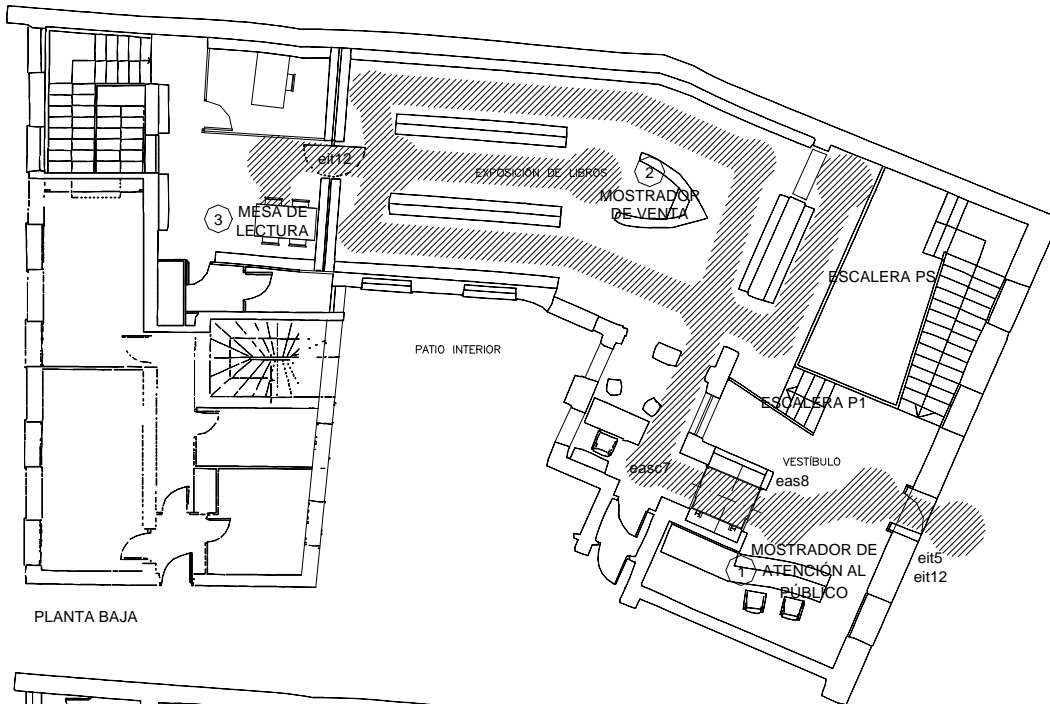 eit12
EXPOSICIÓN DE LIBROS
2
MOSTRADOR
DE VENTA
3
MESA DE
LECTURA
ESCALERA PS
PATIO INTERIOR
ESCALERA P1
VESTÍBULO
easc7
eas8
1
MOSTRADOR DE
ATENCIÓN AL
PÚBLICO
eit5
eit12
PLANTA BAJA